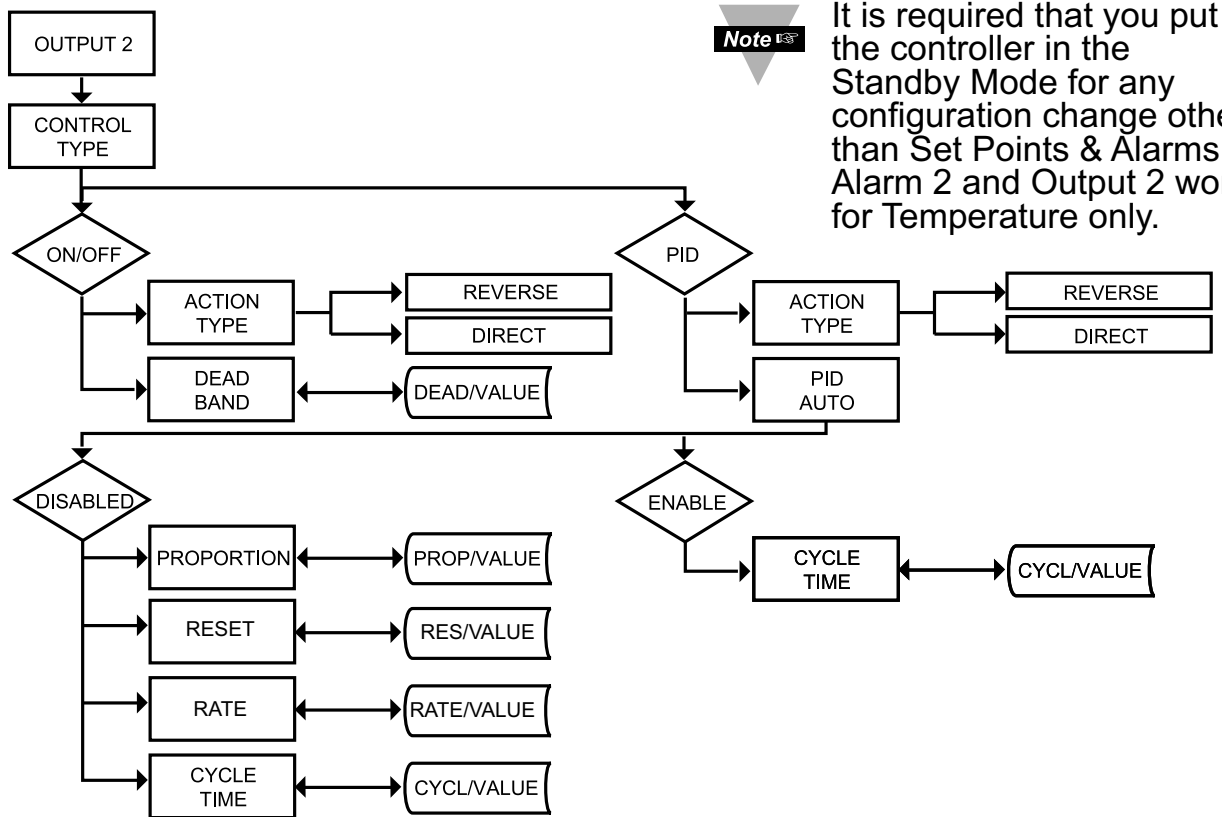 OUTPUT 2
CONTROL
TYPE
Note
It is required that you put
the controller in the
Standby Mode for any
configuration change
than Set Points & Alarms
Alarm 2 and Output 2
for Temperature only.
ON/OFF
PID
ACTION
TYPE
REVERSE
DIRECT
DEAD
BAND
DEAD/VALUE
ACTION
TYPE
REVERSE
DIRECT
PID
AUTO
DISABLED
ENABLE
PROPORTION
PROP/VALUE
RESET
RES/VALUE
RATE
RATE/VALUE
CYCLE
TIME
CYCL/VALUE
CYCLE
TIME
CYCL/VALUE